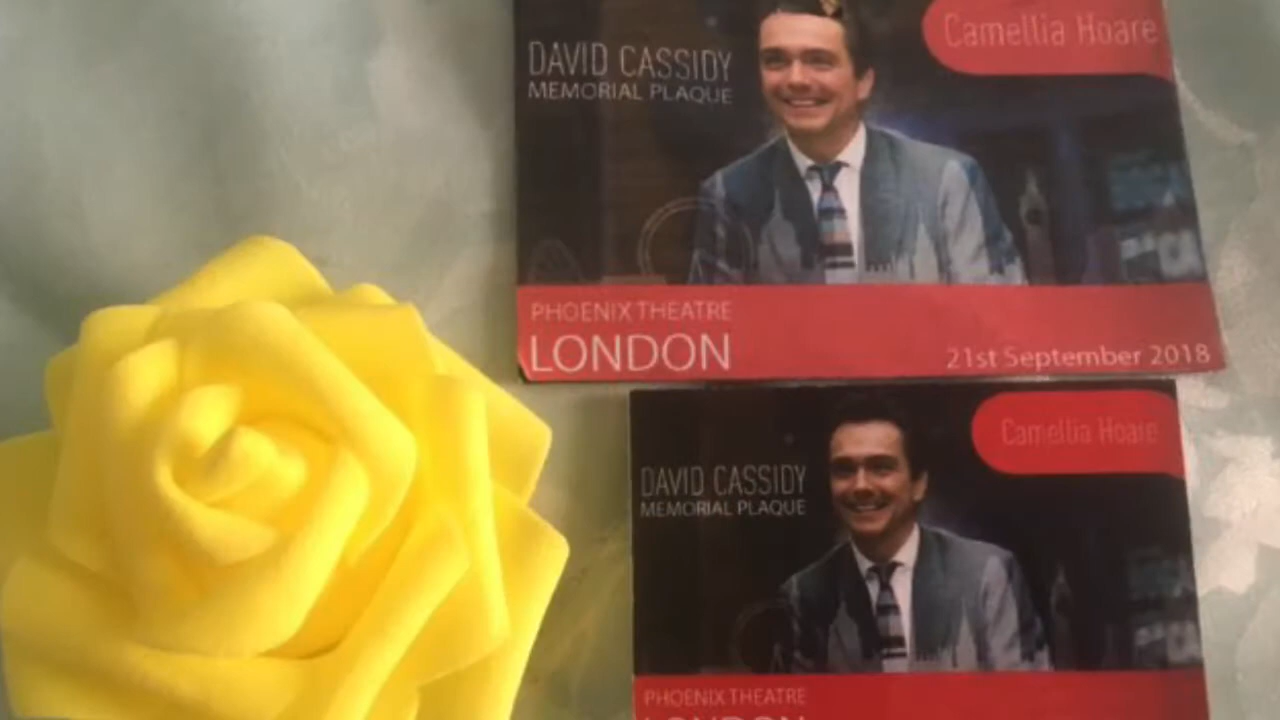 Camellia Hoare
DAVID CASSIDY
MEMORIAL PLAQUE
PHOENIX THEATRE
LONDON
21st September 2018
Camellia Hoare
DAVID CASSIDY
MEMORIAL PLAQUE
PHOENIX THEATRE
LONDON